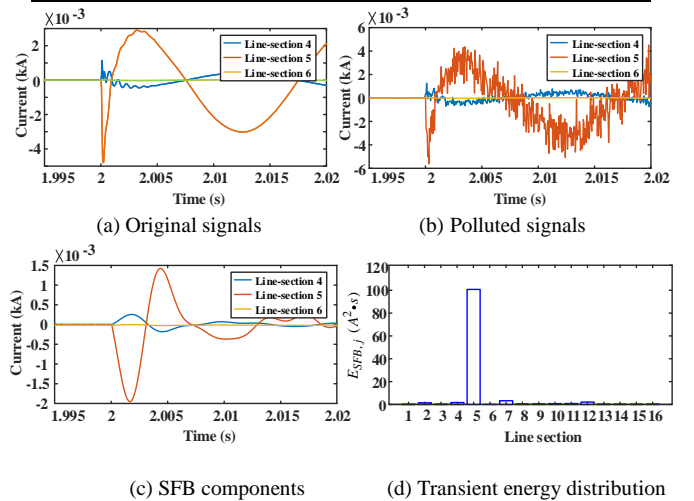 ×10 -3
Current (kA)
2
0
-2
-4
Line-section 4
Line-section 5
Line-section 6
1.995 2 2.005 2.01 2.015 2.02
Time (s)
(a) Original signals
×10 -3
Current (kA)
6
4
2
0
-2
-4
-6
Line-section 4
Line-section 5
Line-section 6
1.995 2 2.005 2.01 2.015 2.02
Time (s)
(b) Polluted signals
×10 -3
Current (kA)
1.5
1
0.5
0
-0.5
-1
-1.5
-2
Line-section 4
Line-section 5
Line-section 6
1.995 2 2.005 2.01 2.015 2.02
Time (s)
(c) SFB components
E_SFB,j (A²•s)
120
100
80
60
40
20
0
1 2 3 4 5 6 7 8 9 10 11 12 13 14 15 16
Line section
(d) Transient energy distribution